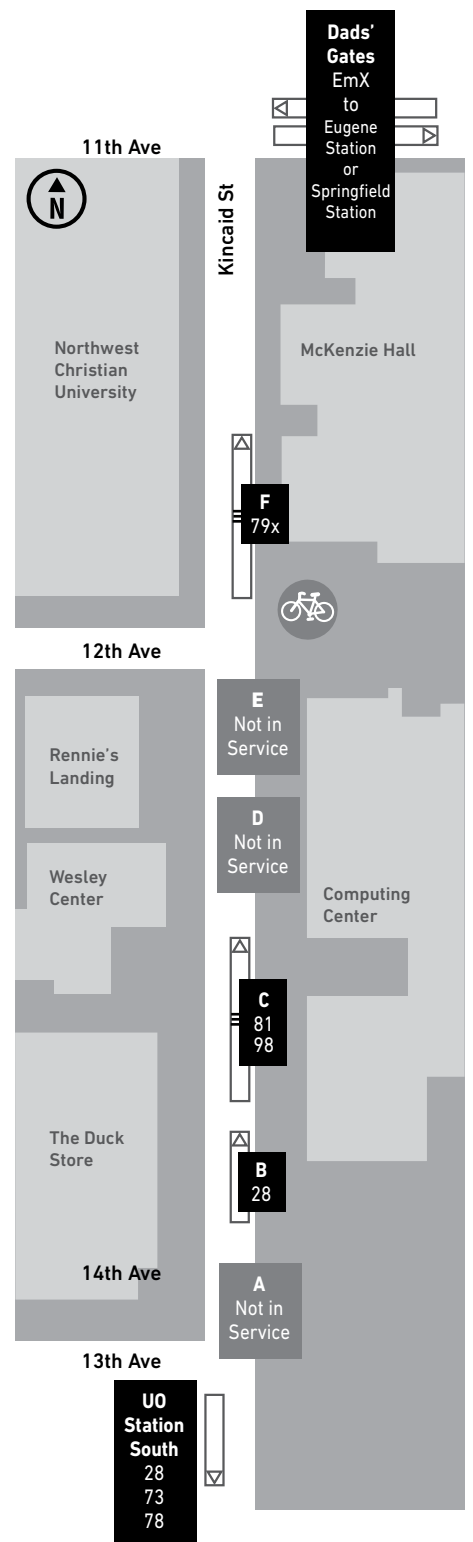 Dads'
Gates
EmX
to
Eugene
Station
or
Springfield
Station
11th Ave
N
Kincaid St
Northwest
Christian
University
McKenzie Hall
F
79x
12th Ave
E
Not in
Service
Rennie's
Landing
D
Not in
Service
Wesley
Center
Computing
Center
C
81
98
The Duck
Store
B
28
14th Ave
A
Not in
Service
13th Ave
UO
Station
South
28
73
78